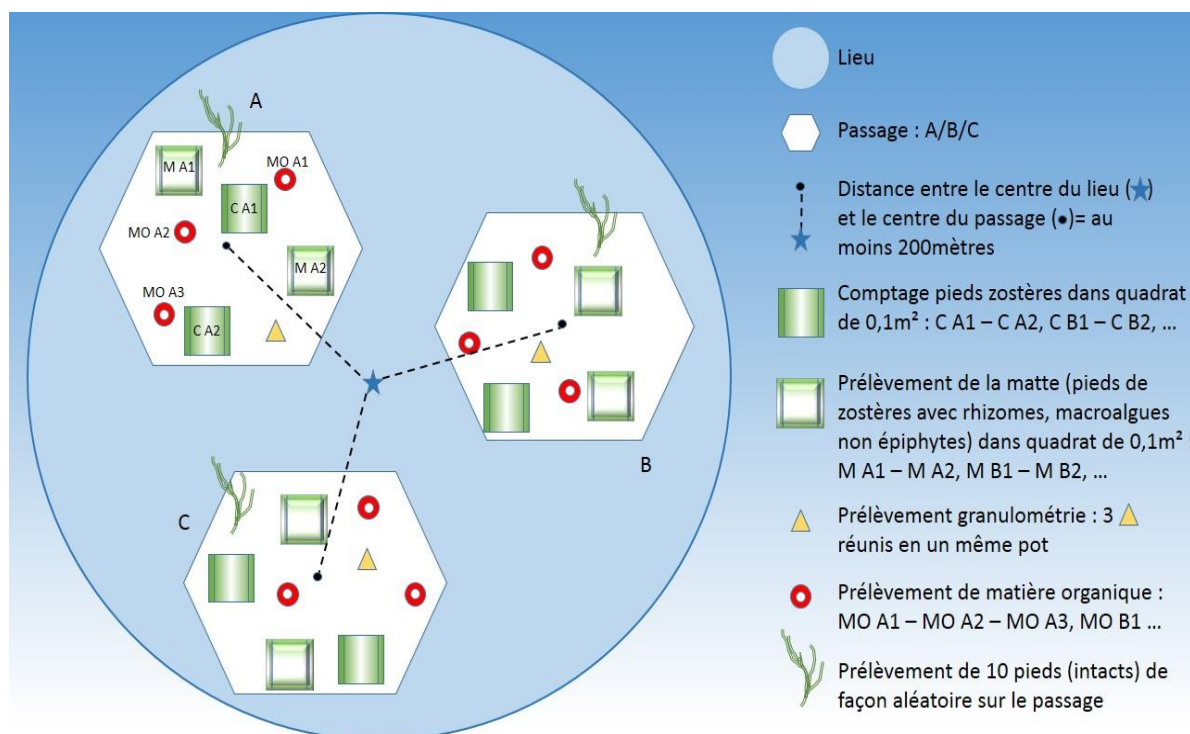 A
M A1
MO A1
C A1
MO A2
M A2
MO A3
C A2
B
C
Lieu
Passage : A/B/C
Distance entre le centre du lieu (★)
et le centre du passage (•)= au
moins 200mètres
Comptage pieds zostères dans quadrat
de 0,1m² : C A1 – C A2, C B1 – C B2, ...
Prélèvement de la matte (pieds de
zostères avec rhizomes, macroalgues
non épiphytes) dans quadrat de 0,1m² :
M A1 – M A2, M B1 – M B2, ...
Prélèvement granulométrie : 3
réunis en un même pot
Prélèvement de matière organique :
MO A1 – MO A2 – MO A3, MO B1 ...
Prélèvement de 10 pieds (intacts) de
façon aléatoire sur le passage